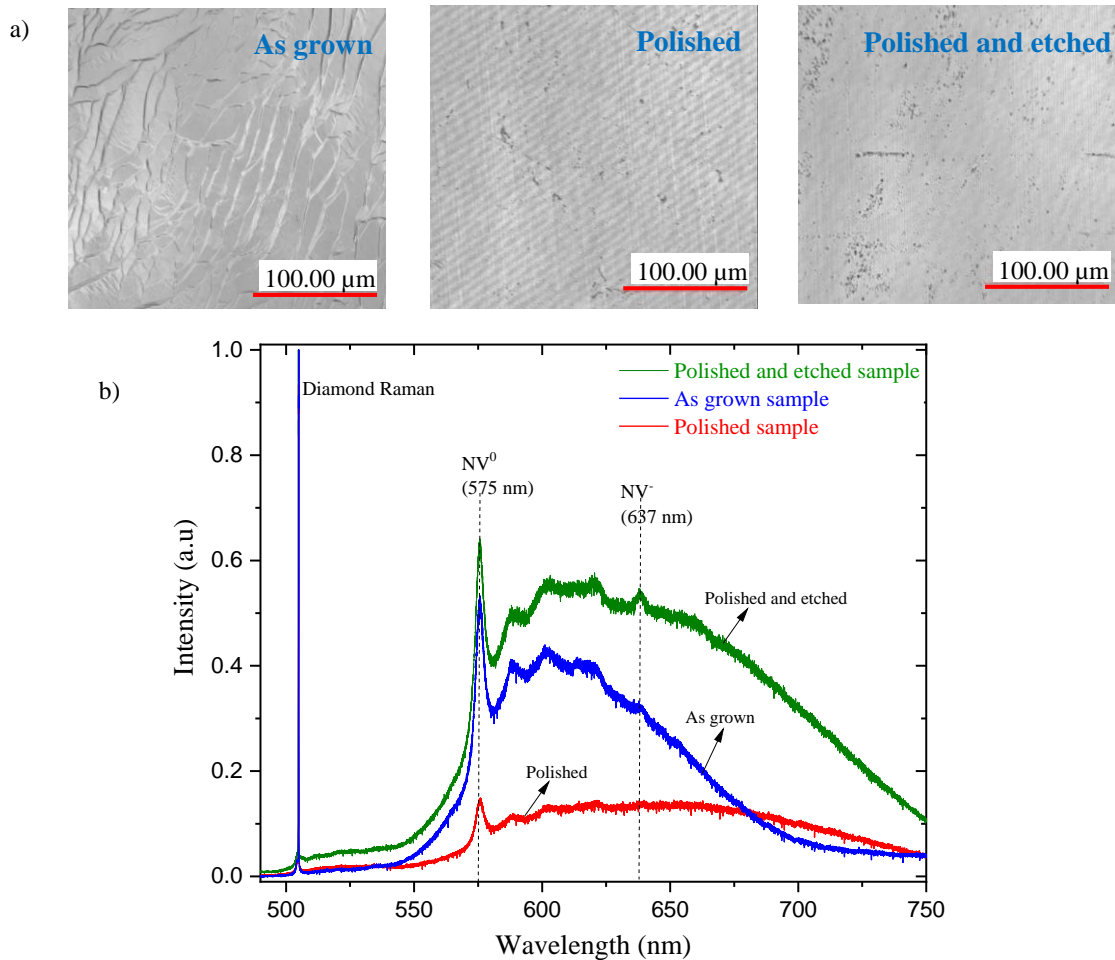 a)
As grown
Polished
Polished and etched
100.00 µm
100.00 µm
100.00 µm
b)
1.0
0.8
0.6
0.4
0.2
0.0
Intensity (a.u)
Diamond Raman
Polished and etched sample
As grown sample
Polished sample
NV⁰
(575 nm)
NV⁻
(637 nm)
Polished and etched
As grown
Polished
500
550
600
650
700
750
Wavelength (nm)